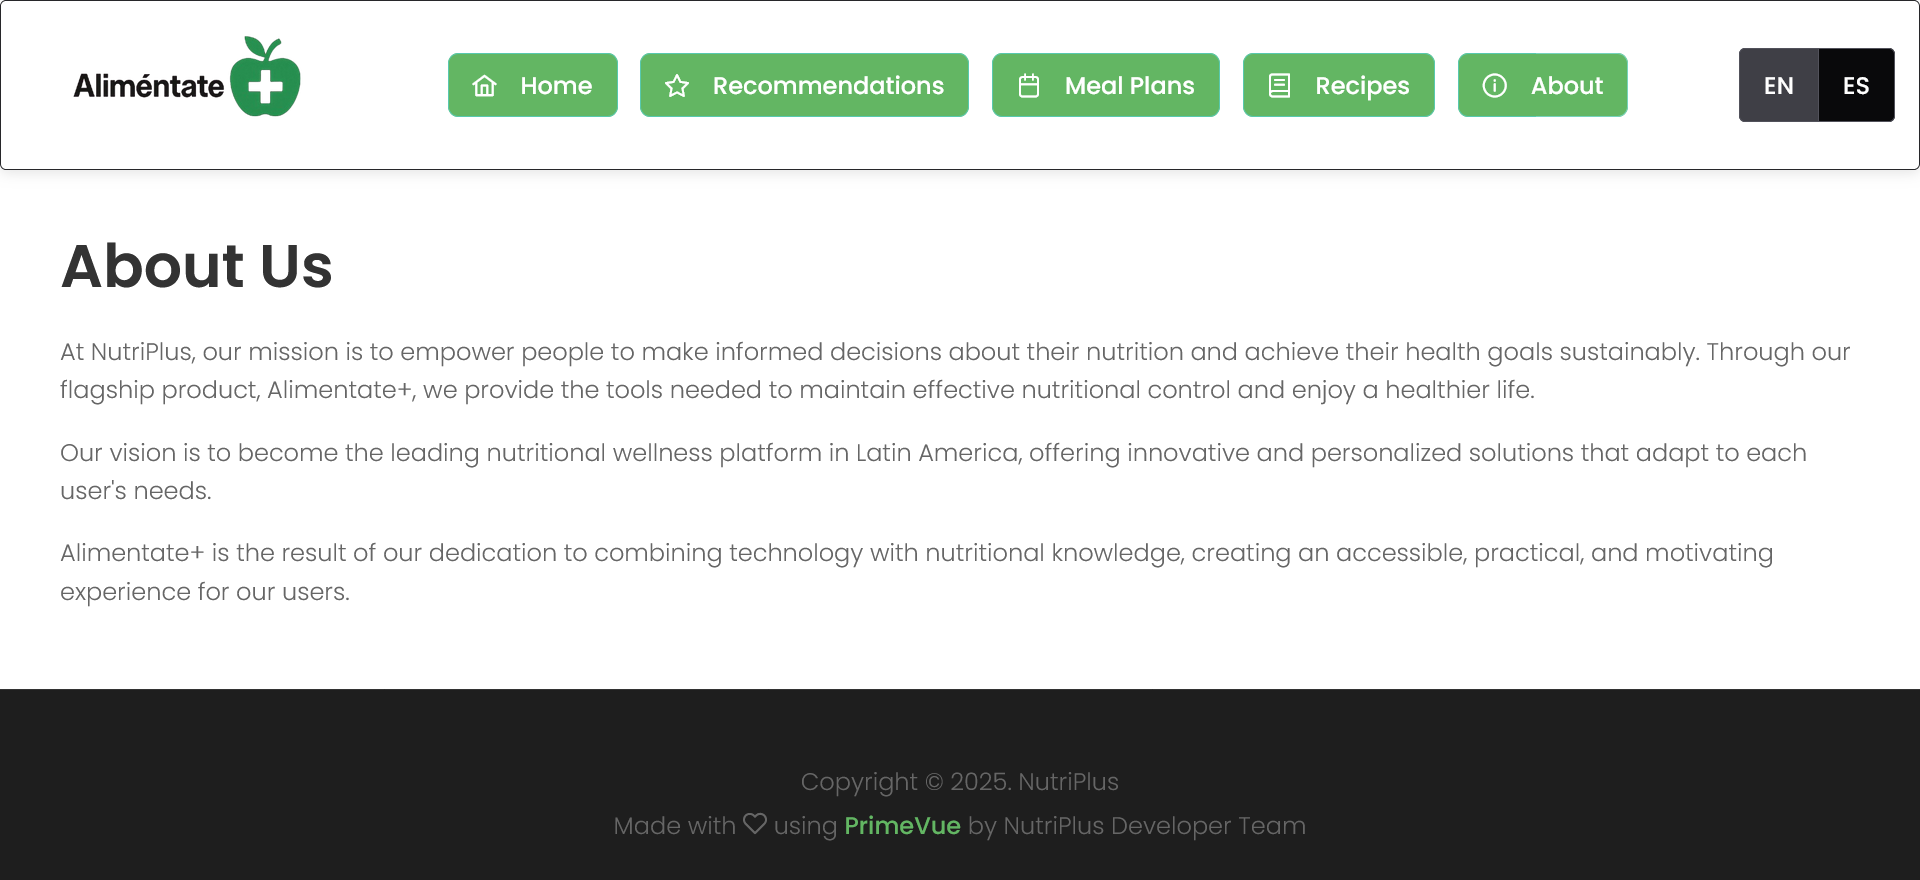 Aliméntate
Home
Recommendations
Meal Plans
Recipes
About
EN
ES
About Us
At NutriPlus, our mission is to empower people to make informed decisions about their nutrition and achieve their health goals sustainably. Through our
flagship product, Alimentate+, we provide the tools needed to maintain effective nutritional control and enjoy a healthier life.
Our vision is to become the leading nutritional wellness platform in Latin America, offering innovative and personalized solutions that adapt to each
user's needs.
Alimentate+ is the result of our dedication to combining technology with nutritional knowledge, creating an accessible, practical, and motivating
experience for our users.
Copyright © 2025. NutriPlus
Made with ♡ using PrimeVue by NutriPlus Developer Team